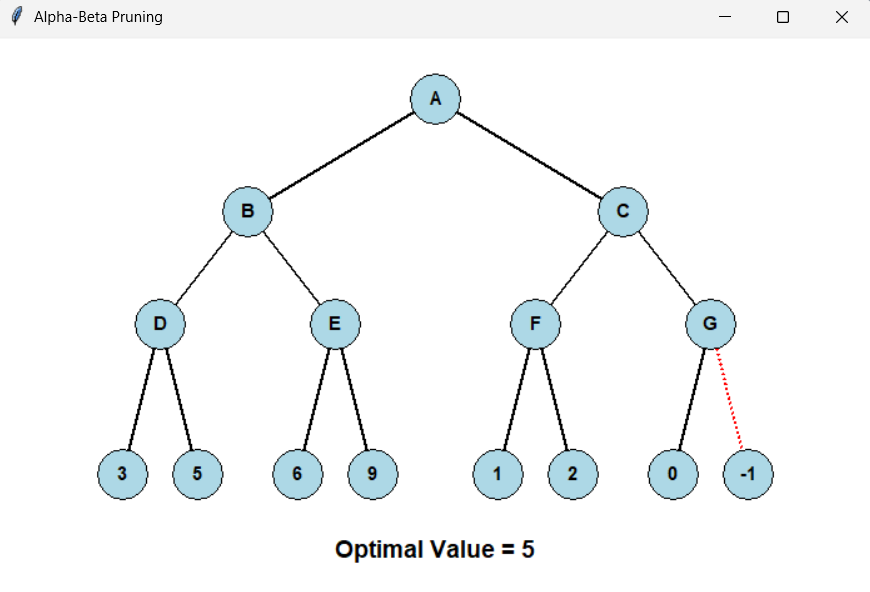 Alpha-Beta Pruning
A
B C
D E F G
3 5 6 9 1 2 0 -1
Optimal Value = 5